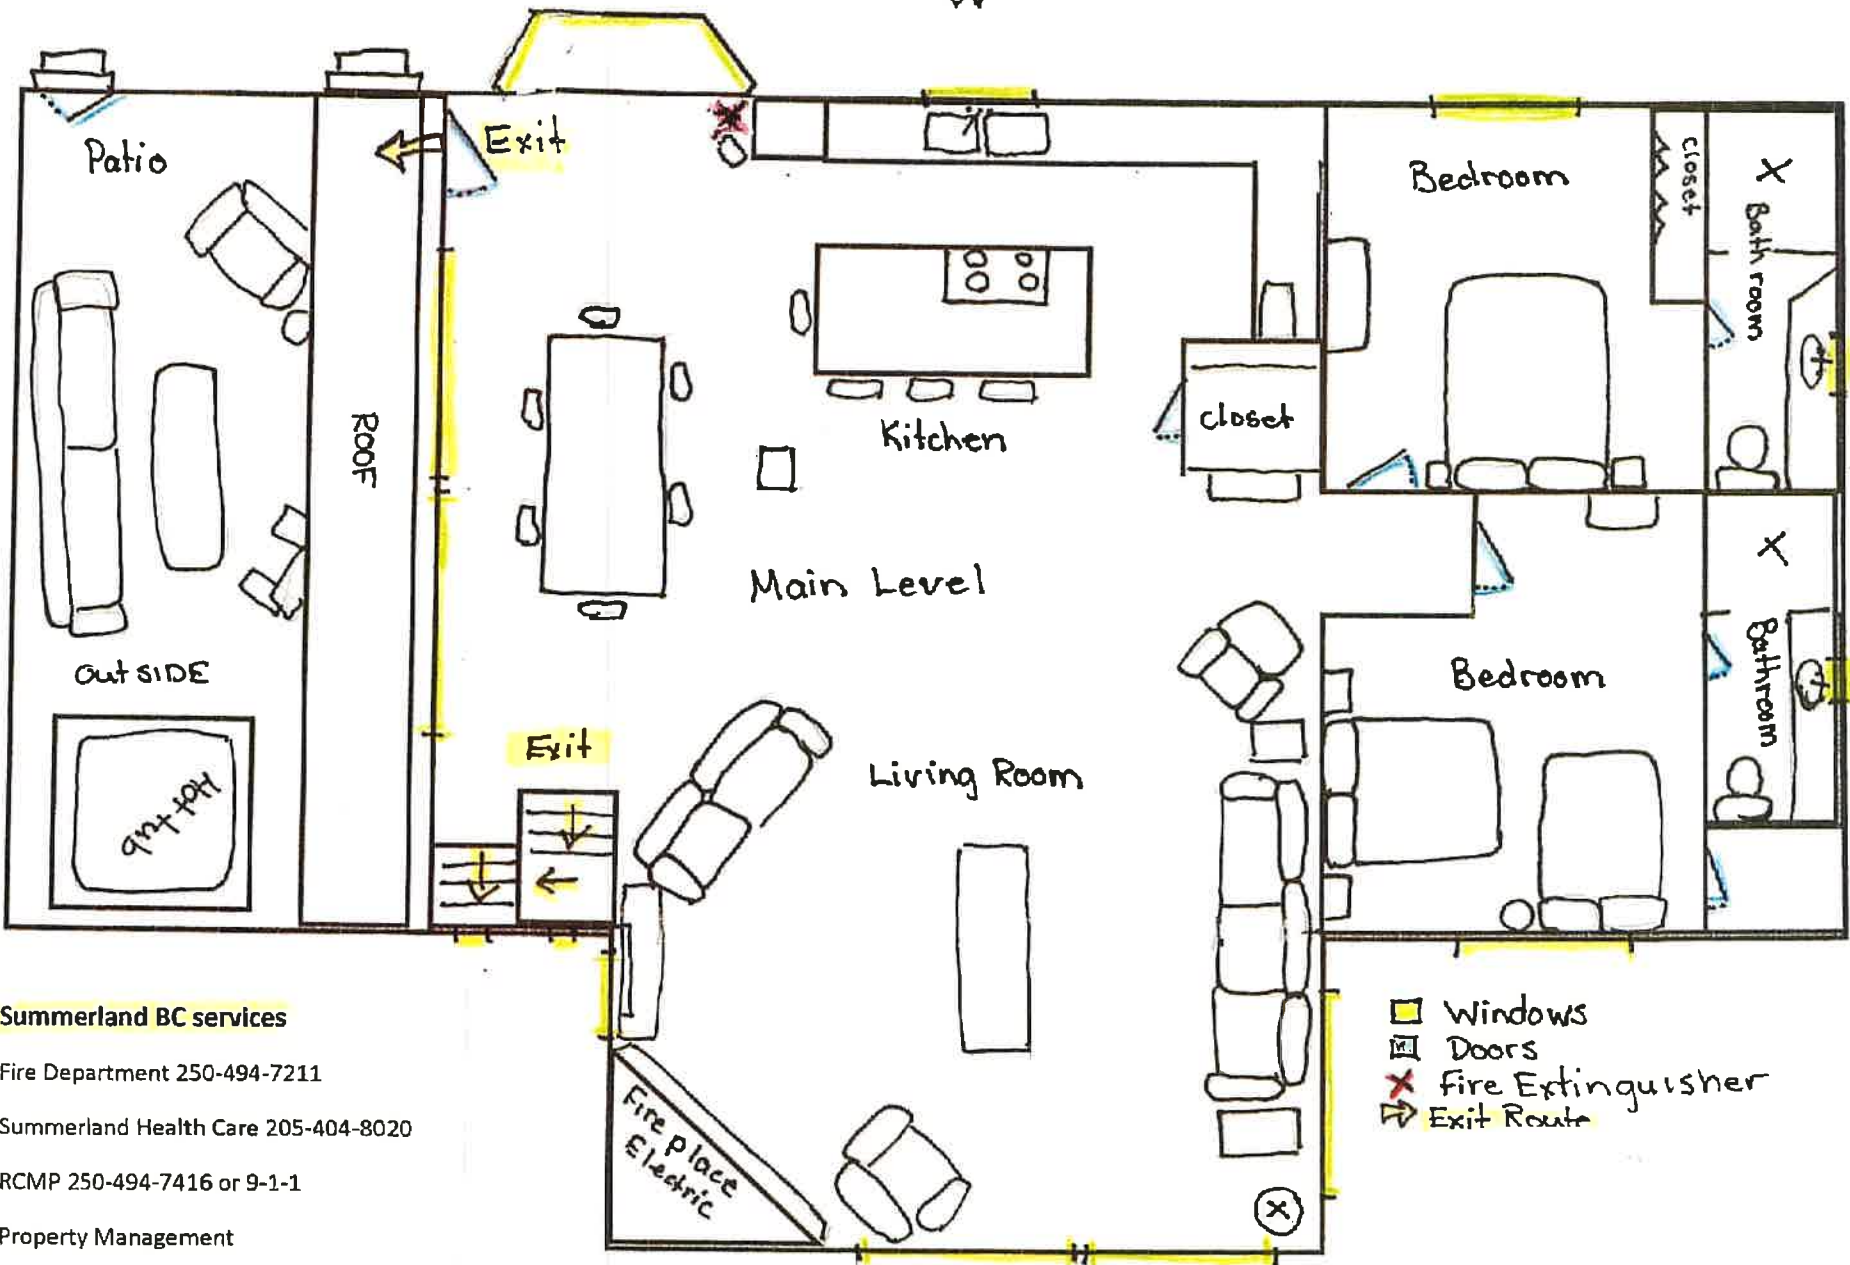 W
Patio
Exit
ROOF
OutSIDE
Hot tub
Kitchen
Main Level
Exit
Living Room
Fire place
Electric
closet
Bedroom
closet
X
Bathroom
Bedroom
X
Bathroom
X
Windows
Doors
Fire Extinguisher
Exit Route
Summerland BC services
Fire Department 250-494-7211
Summerland Health Care 205-404-8020
RCMP 250-494-7416 or 9-1-1
Property Management